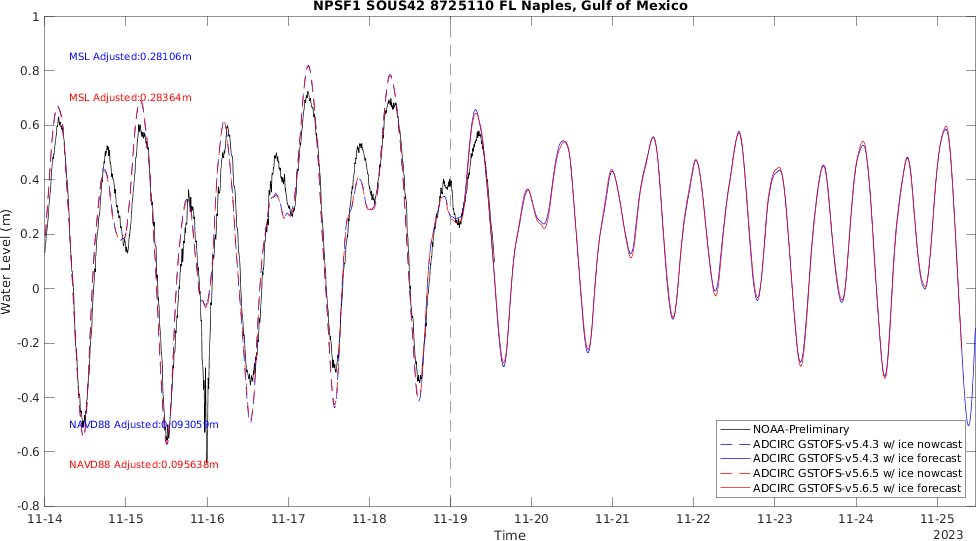 NPSF1 SOUS42 8725110 FL Naples, Gulf of Mexico
1
0.8
0.6
0.4
0.2
0
-0.2
-0.4
-0.6
-0.8
Water Level (m)
MSL Adjusted:0.28106m
MSL Adjusted:0.28364m
NAVD88 Adjusted:0.093059m
NAVD88 Adjusted:0.095638m
NOAA-Preliminary
ADCIRC GSTOFS-v5.4.3 w/ ice nowcast
ADCIRC GSTOFS-v5.4.3 w/ ice forecast
ADCIRC GSTOFS-v5.6.5 w/ ice nowcast
ADCIRC GSTOFS-v5.6.5 w/ ice forecast
11-14 11-15 11-16 11-17 11-18 11-19 11-20 11-21 11-22 11-23 11-24 11-25
2023
Time